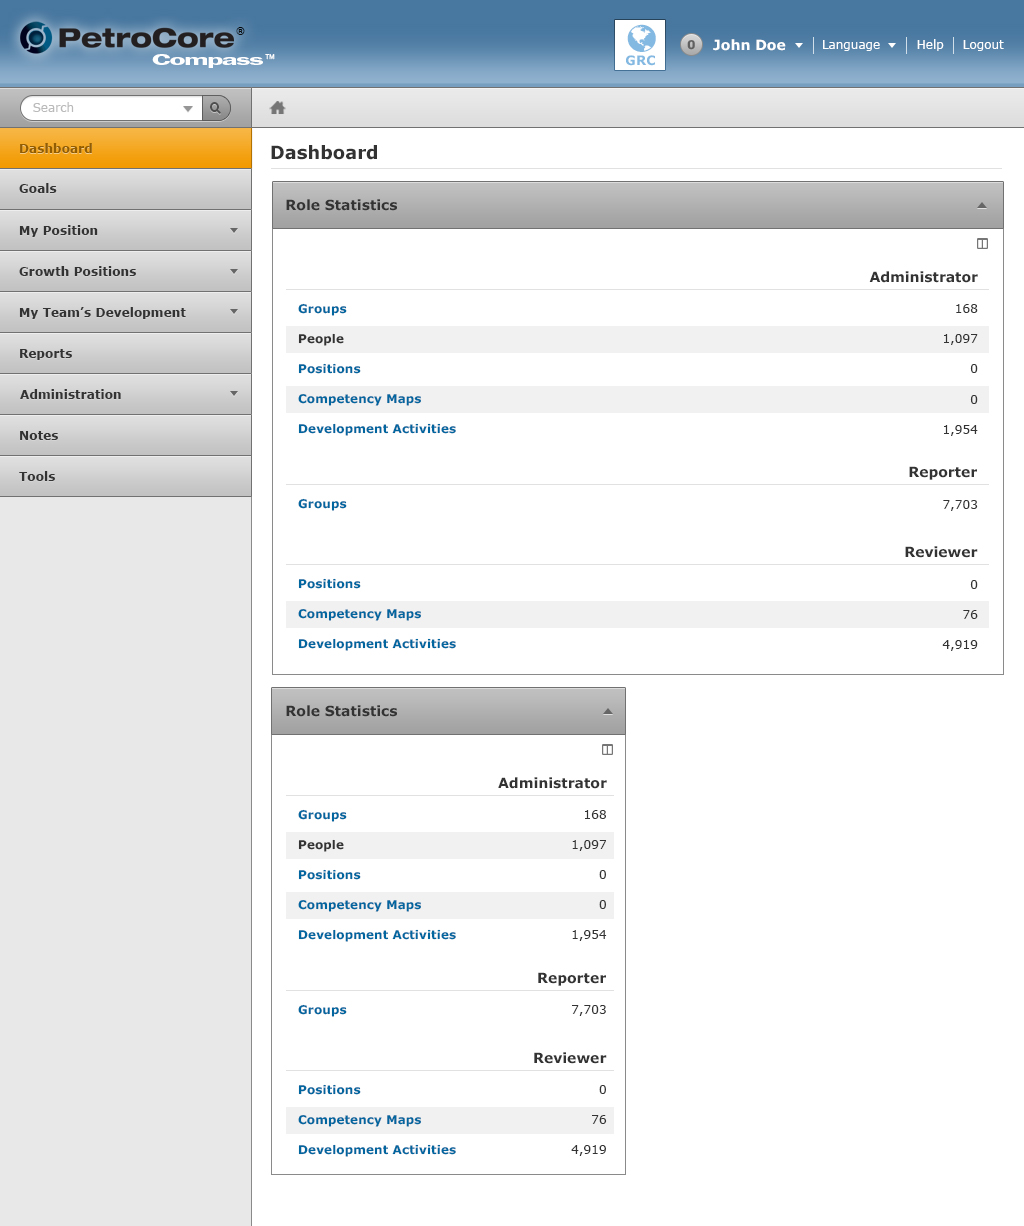 PetroCore®
Compass™
GRC
0 John Doe Language Help Logout
Search
Dashboard
Goals
My Position
Growth Positions
My Team’s Development
Reports
Administration
Notes
Tools
Dashboard
Role Statistics
Administrator
Groups 168
People 1,097
Positions 0
Competency Maps 0
Development Activities 1,954
Reporter
Groups 7,703
Reviewer
Positions 0
Competency Maps 76
Development Activities 4,919
Role Statistics
Administrator
Groups 168
People 1,097
Positions 0
Competency Maps 0
Development Activities 1,954
Reporter
Groups 7,703
Reviewer
Positions 0
Competency Maps 76
Development Activities 4,919